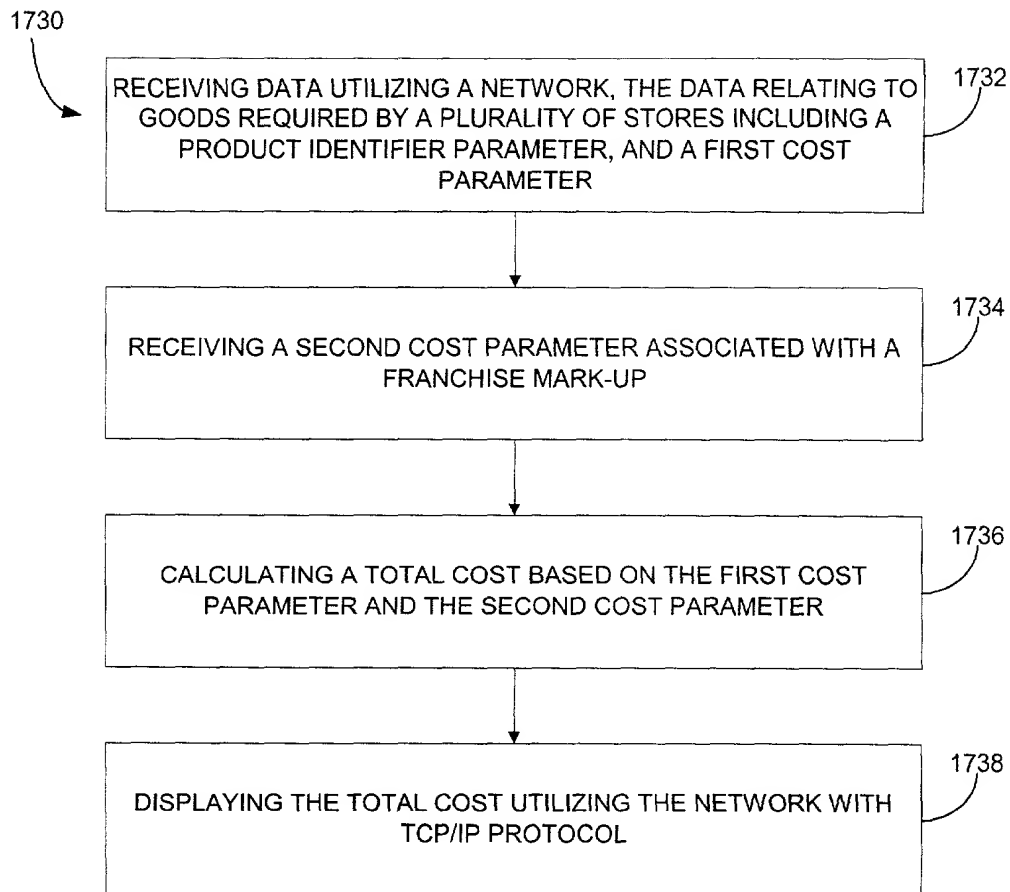 1730
RECEIVING DATA UTILIZING A NETWORK, THE DATA RELATING TO
GOODS REQUIRED BY A PLURALITY OF STORES INCLUDING A
PRODUCT IDENTIFIER PARAMETER, AND A FIRST COST
PARAMETER
1732
RECEIVING A SECOND COST PARAMETER ASSOCIATED WITH A
FRANCHISE MARK-UP
1734
CALCULATING A TOTAL COST BASED ON THE FIRST COST
PARAMETER AND THE SECOND COST PARAMETER
1736
DISPLAYING THE TOTAL COST UTILIZING THE NETWORK WITH
TCP/IP PROTOCOL
1738